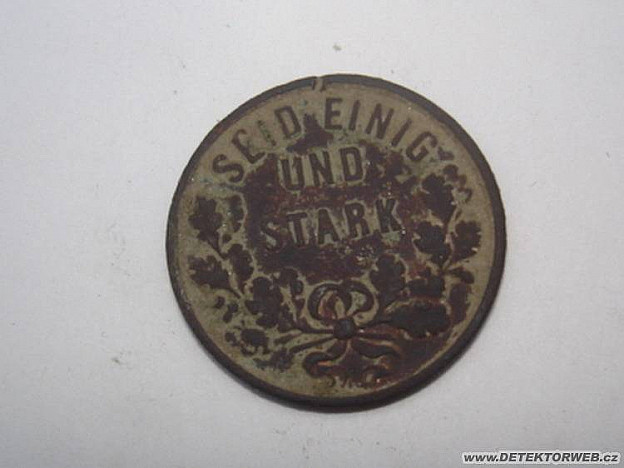 SEID EINIG
UND
STARK
www.DETEKTORWEB.cz